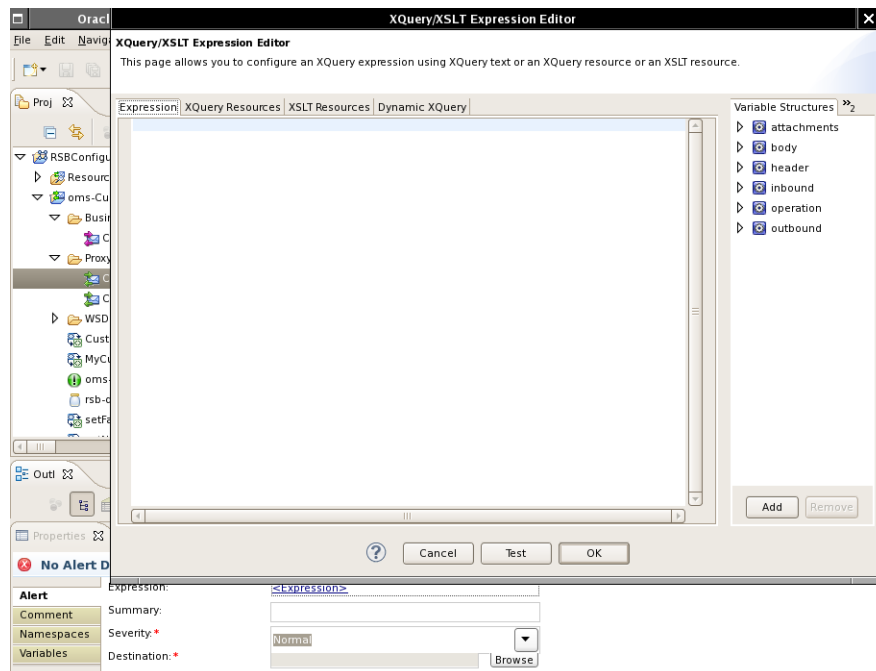 Oracl
XQuery/XSLT Expression Editor
File Edit Naviga
XQuery/XSLT Expression Editor
This page allows you to configure an XQuery expression using XQuery text or an XQuery resource or an XSLT resource.
Proj
Expression XQuery Resources XSLT Resources Dynamic XQuery
Variable Structures »2
attachments
body
header
inbound
operation
outbound
RSBConfigu
Resourc
oms-Cu
Busin
C
Proxy
C
C
WSD
Cust
MyCu
oms-
rsb-c
setFa
Outl
Add Remove
Properties
Cancel Test OK
No Alert D
Alert
Comment
Namespaces
Variables
Expression: <Expression>
Summary:
Severity:* Normal
Destination:* Browse